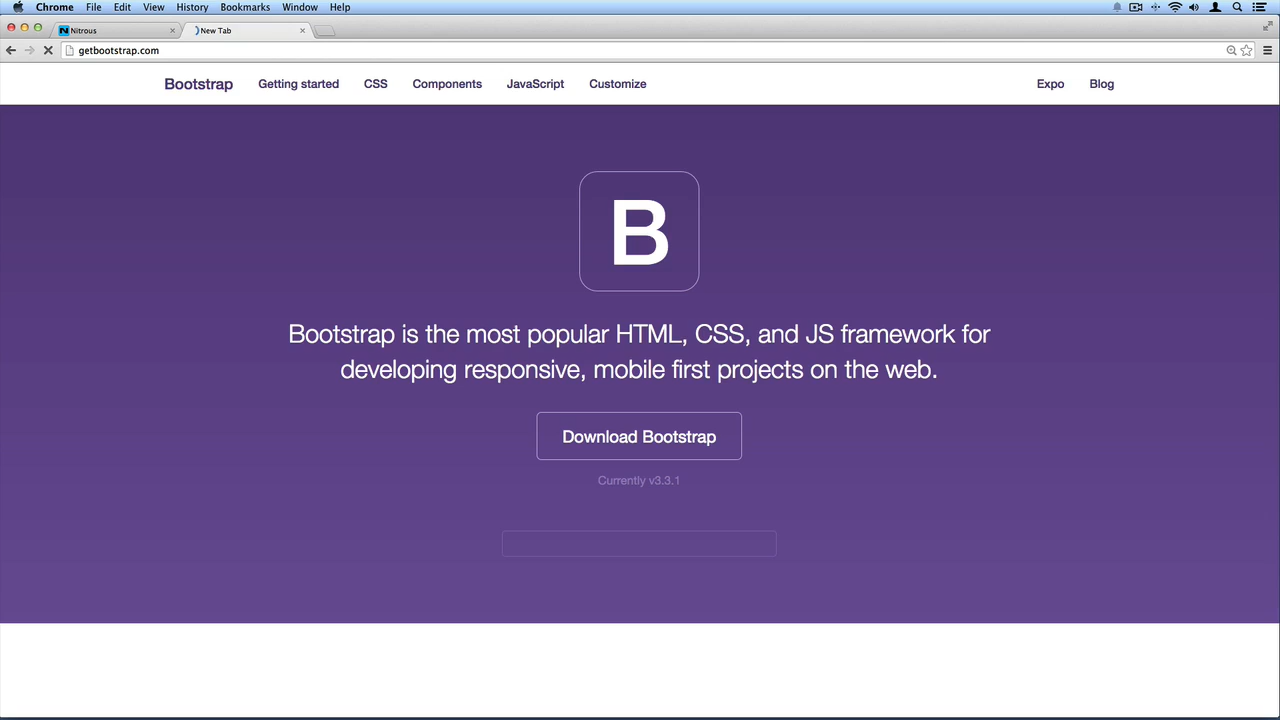 Chrome File Edit View History Bookmarks Window Help
Nitrous New Tab
getbootstrap.com
Bootstrap Getting started CSS Components JavaScript Customize Expo Blog
B
Bootstrap is the most popular HTML, CSS, and JS framework for
developing responsive, mobile first projects on the web.
Download Bootstrap
Currently v3.3.1